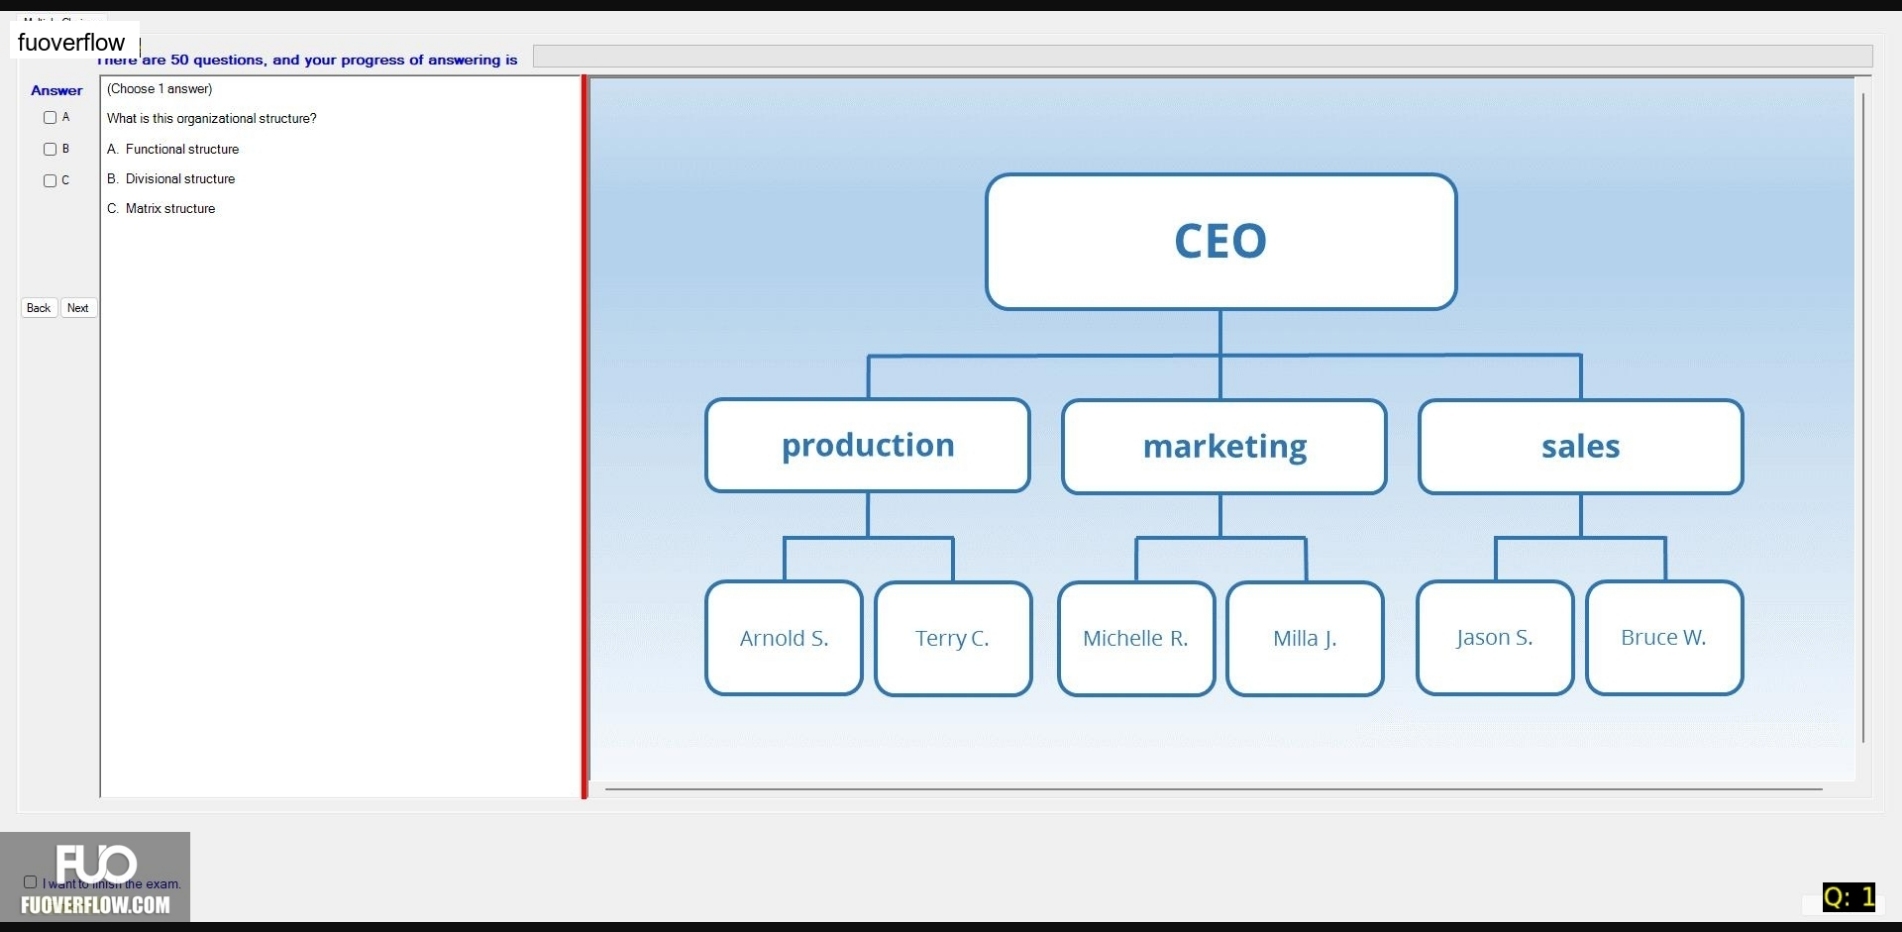 fuoverflow
There are 50 questions, and your progress of answering is
Answer
(Choose 1 answer)
A
What is this organizational structure?
B
A. Functional structure
C
B. Divisional structure
C. Matrix structure
Back Next
CEO
production marketing sales
Arnold S. Terry C. Michelle R. Milla J. Jason S. Bruce W.
FUO
I want to finish the exam.
FUOVERFLOW.COM
Q: 1